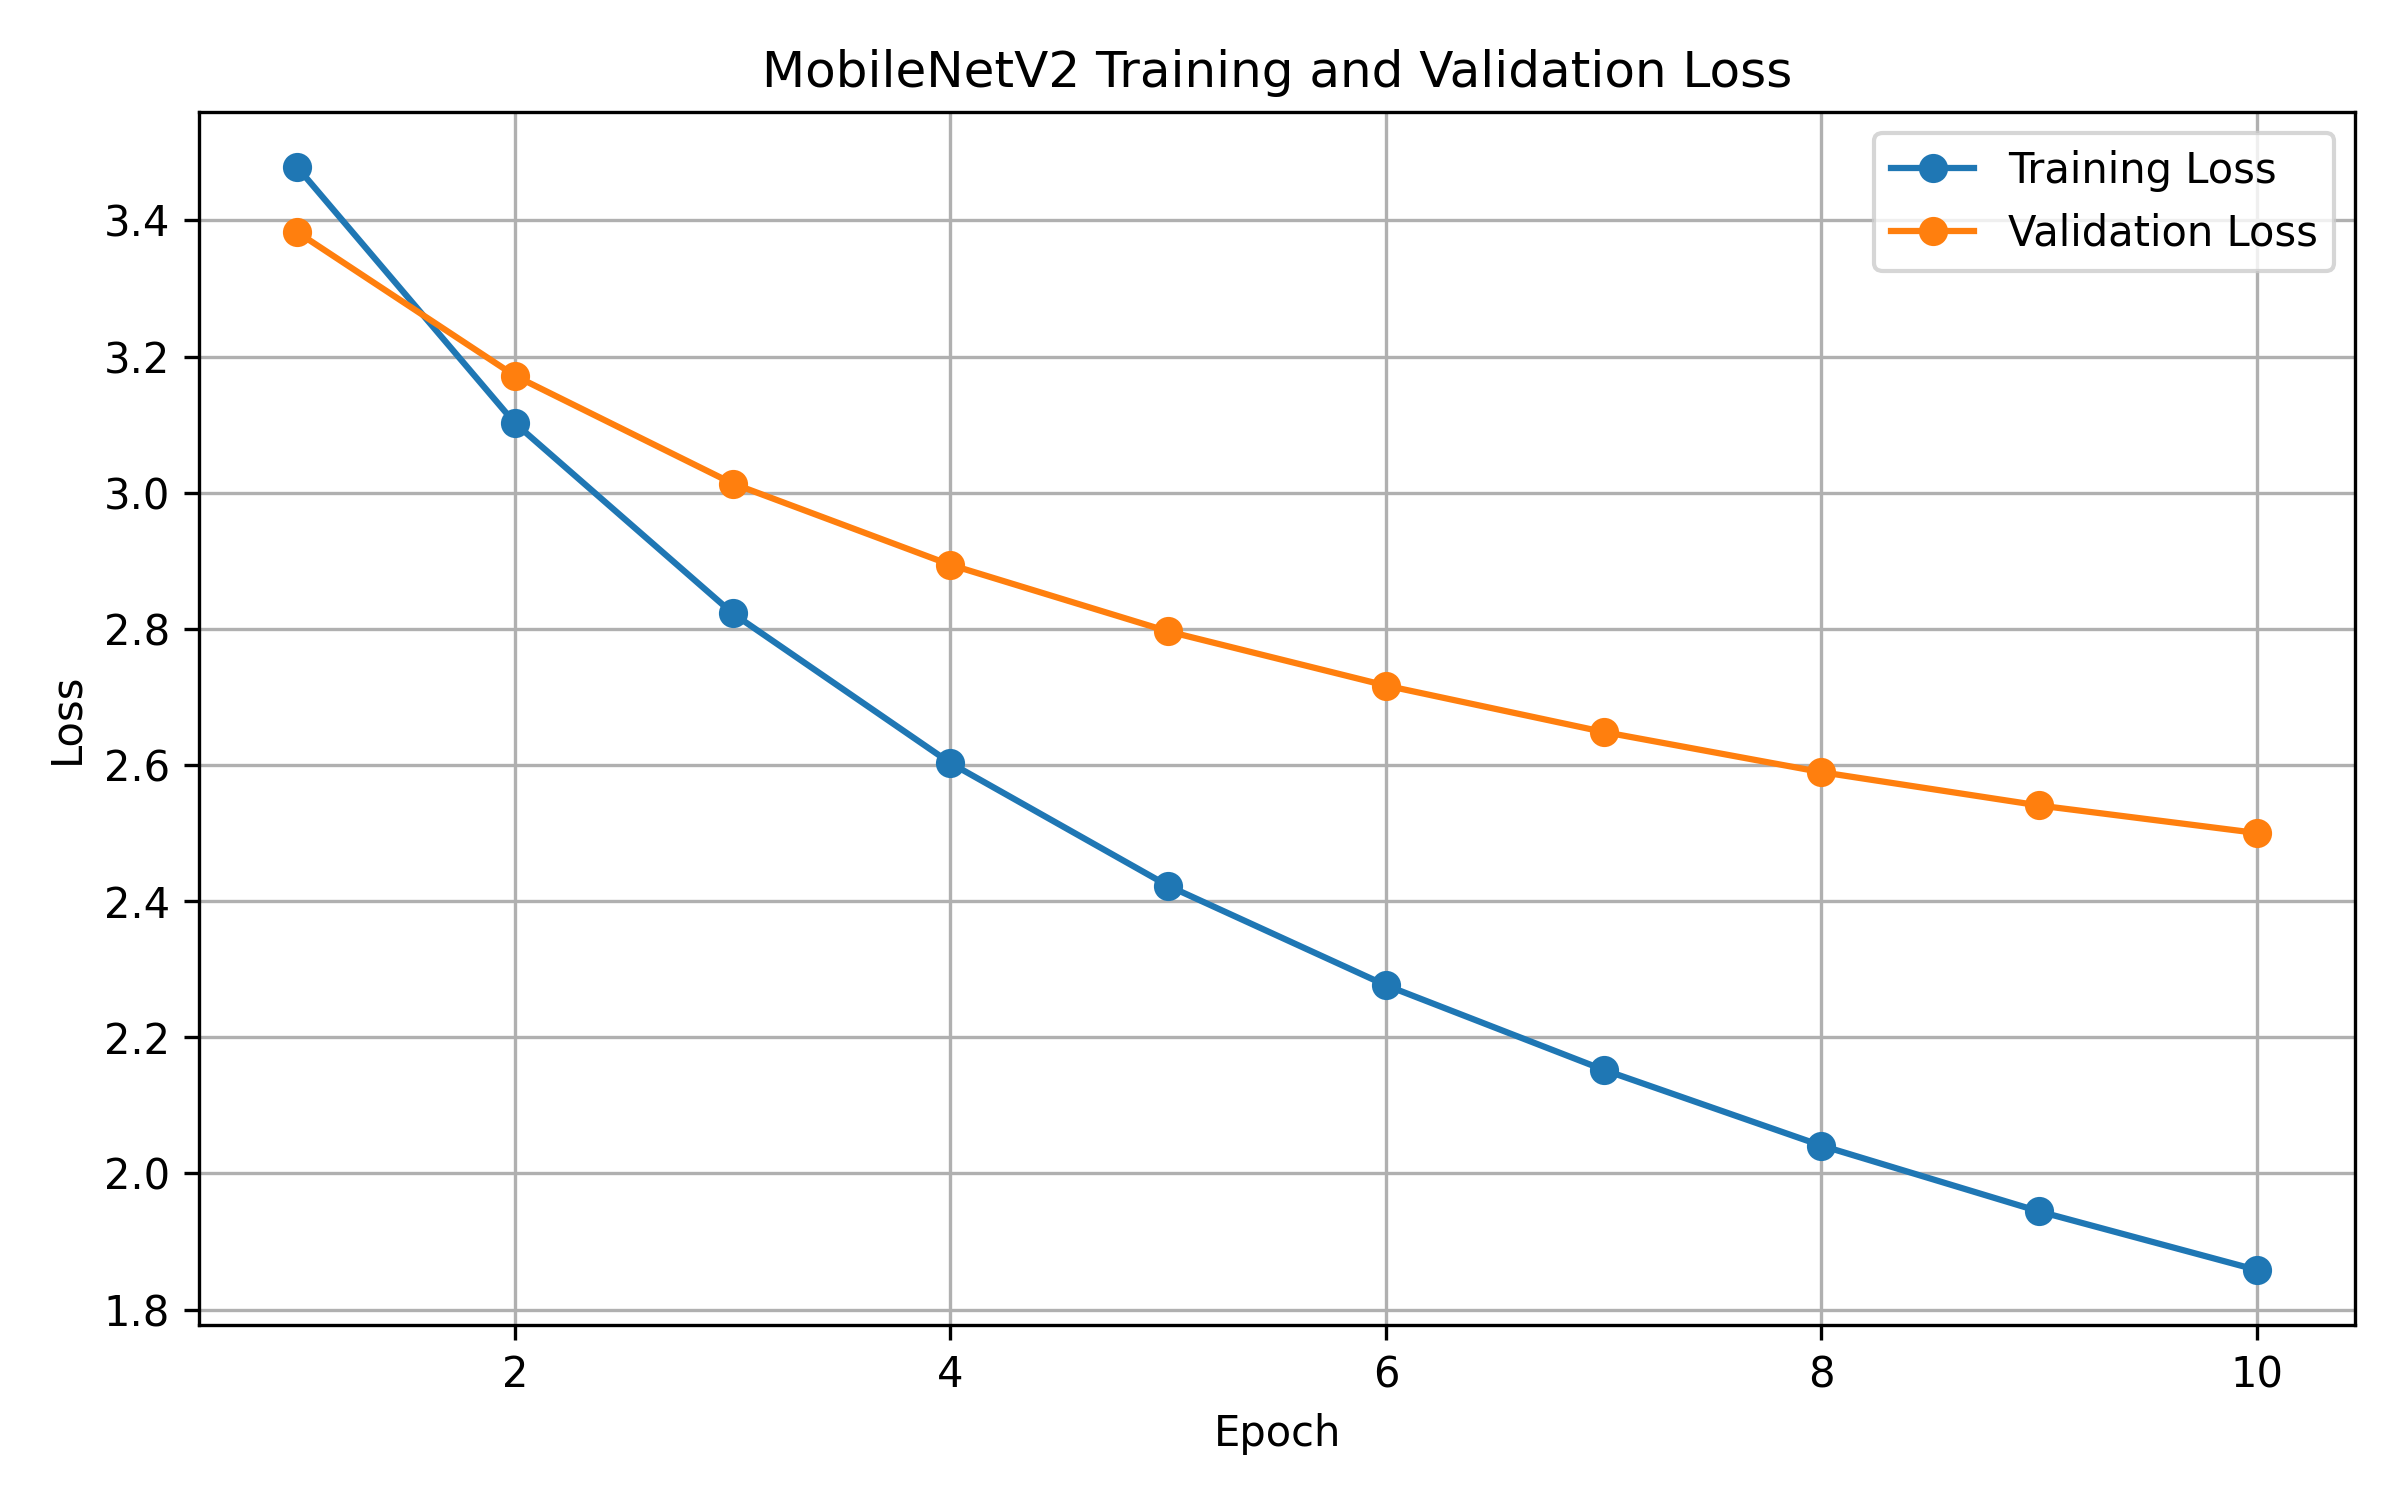 MobileNetV2 Training and Validation Loss
Training Loss
Validation Loss
Loss
3.4
3.2
3.0
2.8
2.6
2.4
2.2
2.0
1.8
2 4 6 8 10
Epoch